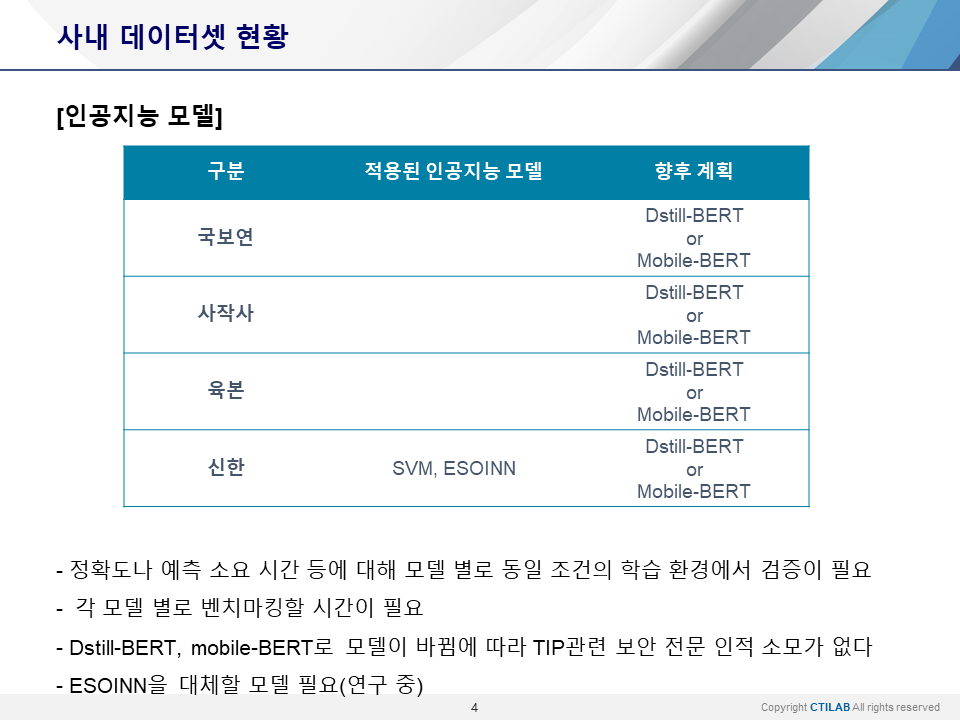 사내 데이터셋 현황
[인공지능 모델]
구분 적용된 인공지능 모델 향후 계획
국보연
Dstill-BERT
or
Mobile-BERT
사작사
Dstill-BERT
or
Mobile-BERT
육본
Dstill-BERT
or
Mobile-BERT
신한 SVM, ESOINN
Dstill-BERT
or
Mobile-BERT
- 정확도나 예측 소요 시간 등에 대해 모델 별로 동일 조건의 학습 환경에서 검증이 필요
- 각 모델 별로 벤치마킹할 시간이 필요
- Dstill-BERT, mobile-BERT로 모델이 바뀜에 따라 TIP관련 보안 전문 인적 소모가 없다
- ESOINN을 대체할 모델 필요(연구 중)
4
Copyright CTILAB All rights reserved